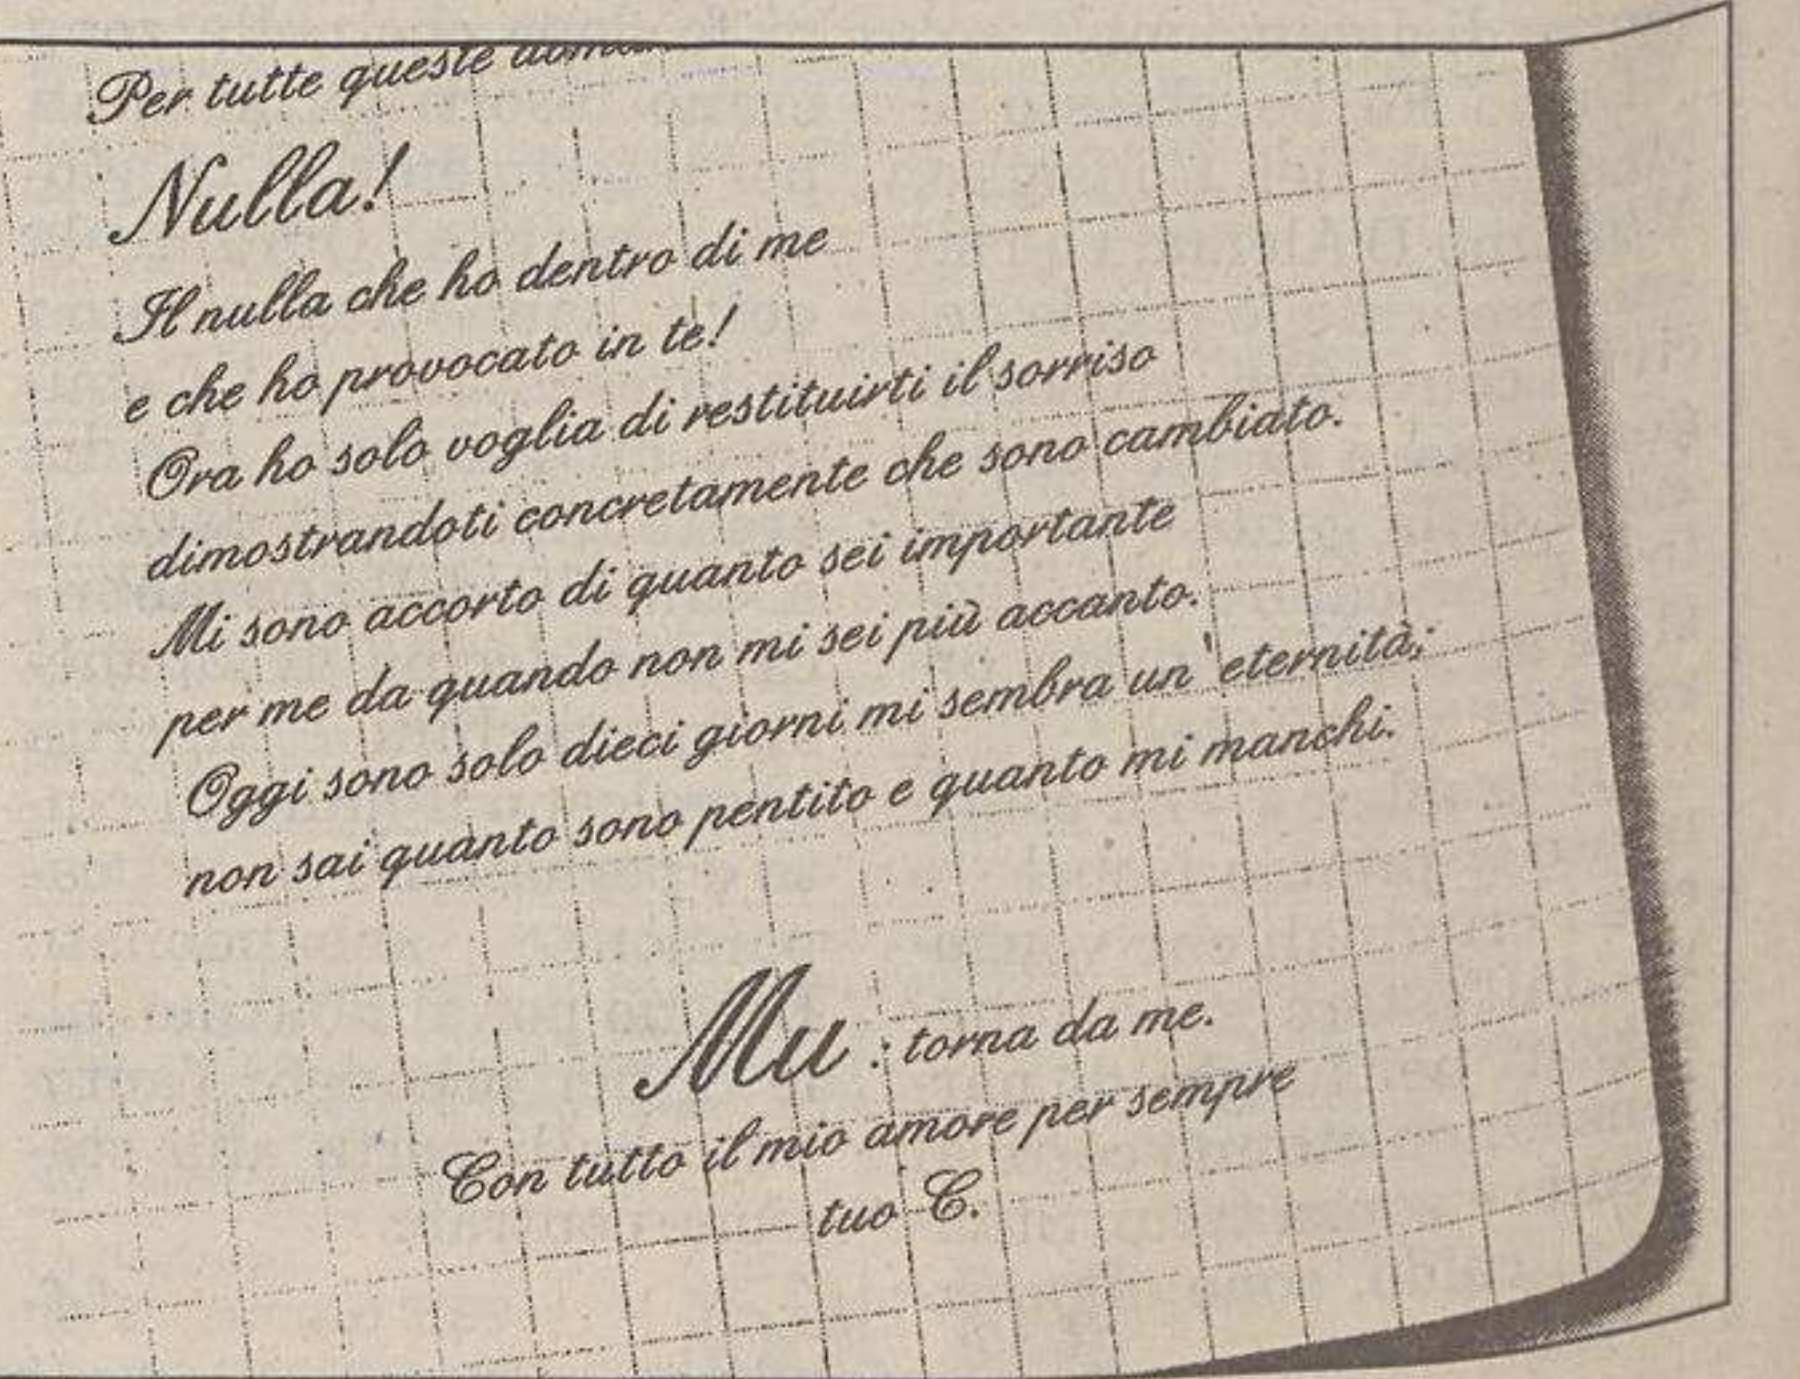 Per tutte queste
Nulla!
Il nulla che ho dentro di me
e che ho provocato in te!
Ora ho solo voglia di restituirti il sorriso
dimostrandoti concretamente che sono cambiato.
Mi sono accorto di quanto sei importante
per me da quando non mi sei più accanto.
Oggi sono solo dieci giorni mi sembra un'eternità;
non sai quanto sono pentito e quanto mi manchi.
Mu : torna da me.
Con tutto il mio amore per sempre
tuo C.